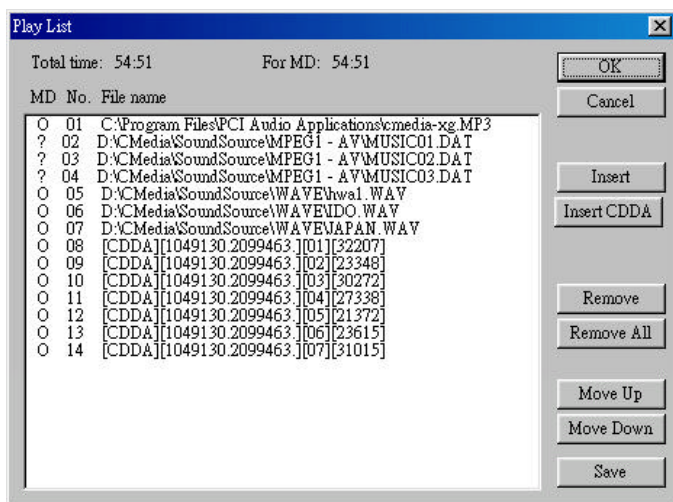 Play List
Total time: 54:51 For MD: 54:51
OK
MD No. File name
Cancel
O 01 C:\Program Files\PCI Audio Applications\cmedia-xg.MP3
? 02 D:\CMedia\SoundSource\MPEG1 - AV\MUSIC01.DAT
? 03 D:\CMedia\SoundSource\MPEG1 - AV\MUSIC02.DAT
? 04 D:\CMedia\SoundSource\MPEG1 - AV\MUSIC03.DAT
O 05 D:\CMedia\SoundSource\WAVE\hwa1.WAV
O 06 D:\CMedia\SoundSource\WAVE\IDO.WAV
O 07 D:\CMedia\SoundSource\WAVE\JAPAN.WAV
O 08 [CDDA][1049130.2099463.][01][32207]
O 09 [CDDA][1049130.2099463.][02][23348]
O 10 [CDDA][1049130.2099463.][03][30272]
O 11 [CDDA][1049130.2099463.][04][27338]
O 12 [CDDA][1049130.2099463.][05][21372]
O 13 [CDDA][1049130.2099463.][06][23615]
O 14 [CDDA][1049130.2099463.][07][31015]
Insert
Insert CDDA
Remove
Remove All
Move Up
Move Down
Save